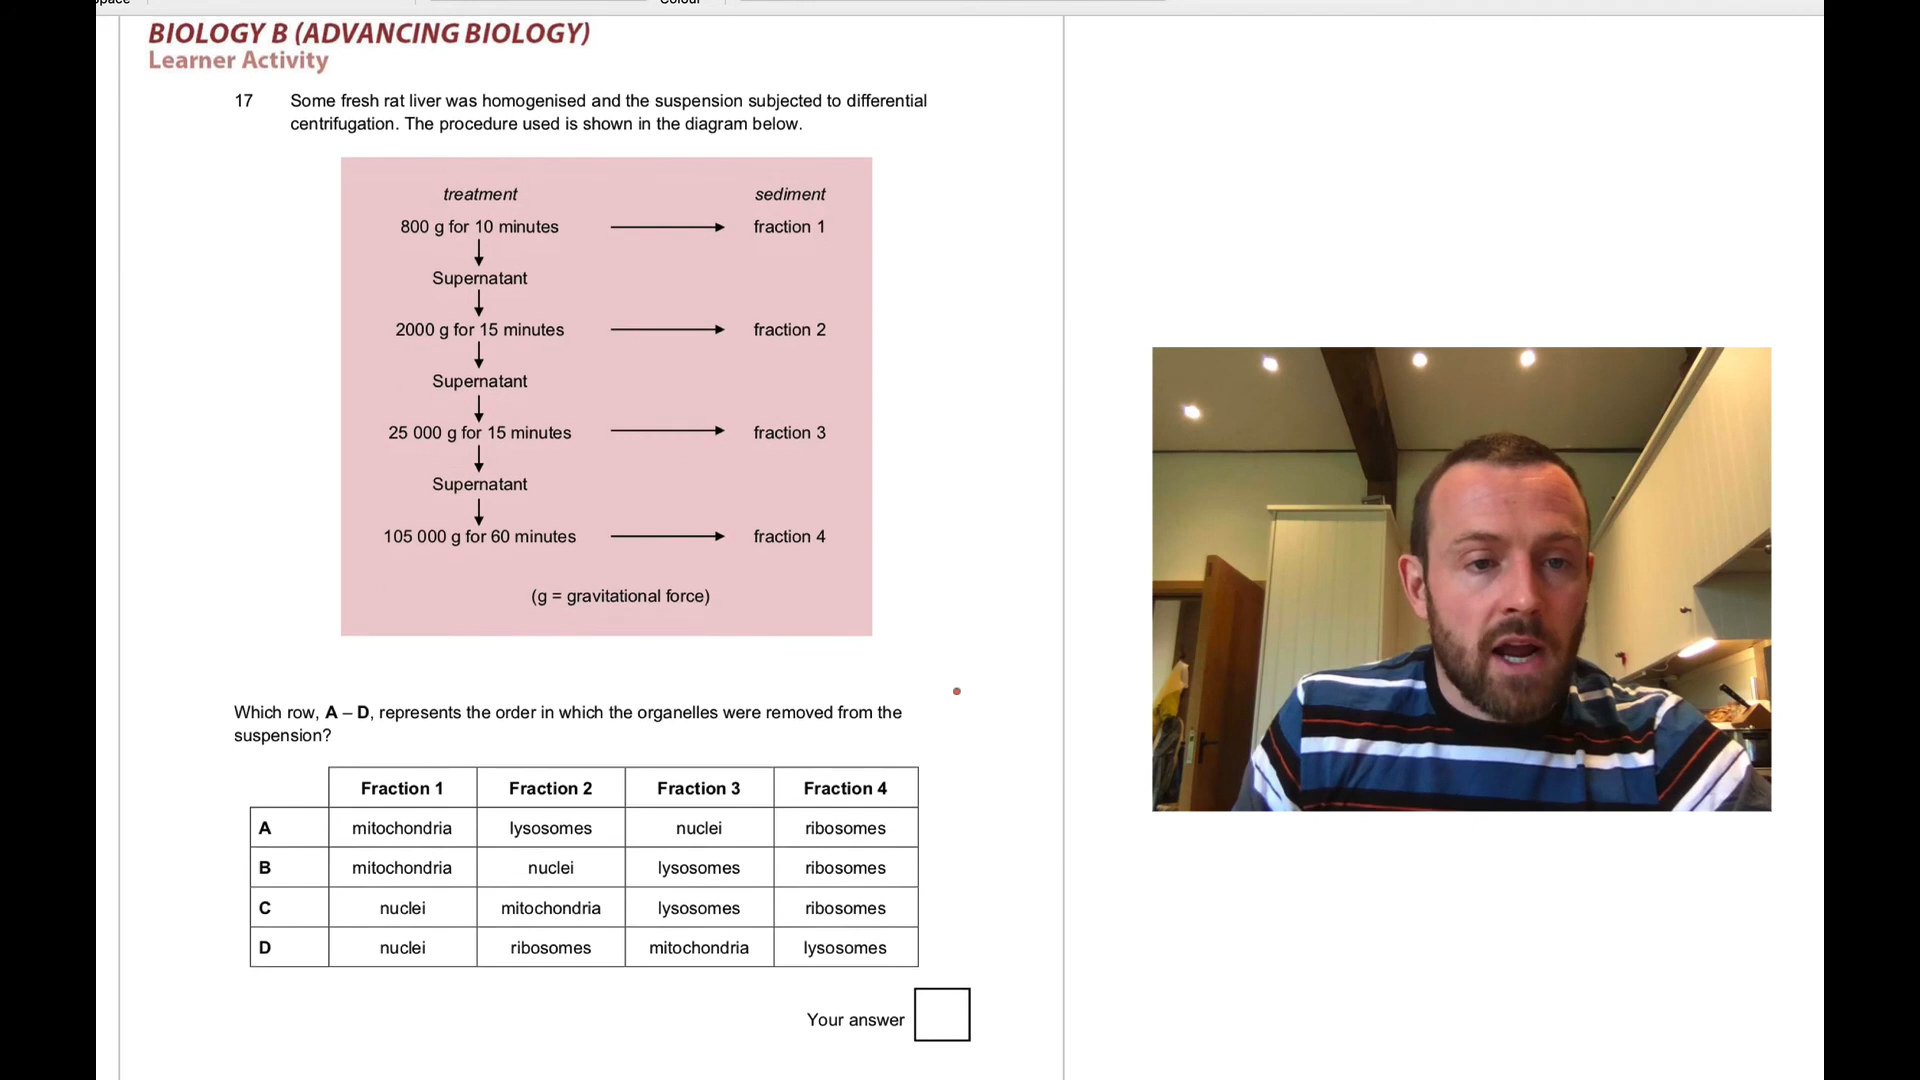 Space
Colour
BIOLOGY B (ADVANCING BIOLOGY)
Learner Activity
17 Some fresh rat liver was homogenised and the suspension subjected to differential
centrifugation. The procedure used is shown in the diagram below.
treatment sediment
800 g for 10 minutes fraction 1
Supernatant
2000 g for 15 minutes fraction 2
Supernatant
25 000 g for 15 minutes fraction 3
Supernatant
105 000 g for 60 minutes fraction 4
(g = gravitational force)
Which row, A – D, represents the order in which the organelles were removed from the
suspension?
Fraction 1 Fraction 2 Fraction 3 Fraction 4
A mitochondria lysosomes nuclei ribosomes
B mitochondria nuclei lysosomes ribosomes
C nuclei mitochondria lysosomes ribosomes
D nuclei ribosomes mitochondria lysosomes
Your answer